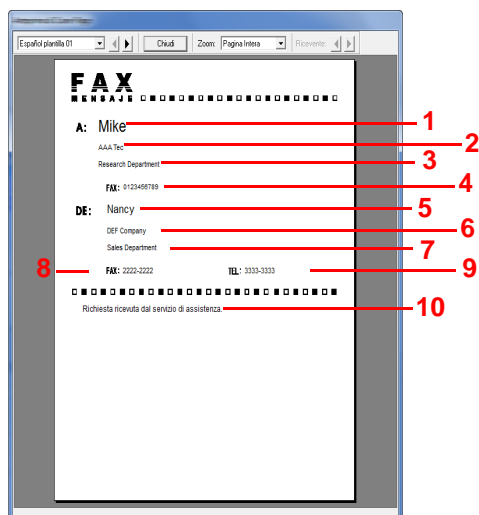 Español plantilla 01 Chiudi Zoom: Pagina Intera Ricevente:
FAX
MENSAJE
A: Mike 1
AAA Tec 2
Research Department 3
FAX: 0123456789 4
DE: Nancy 5
DEF Company 6
Sales Department 7
8 FAX: 2222-2222 TEL: 3333-3333 9
Richiesta ricevuta dal servizio di assistenza. 10